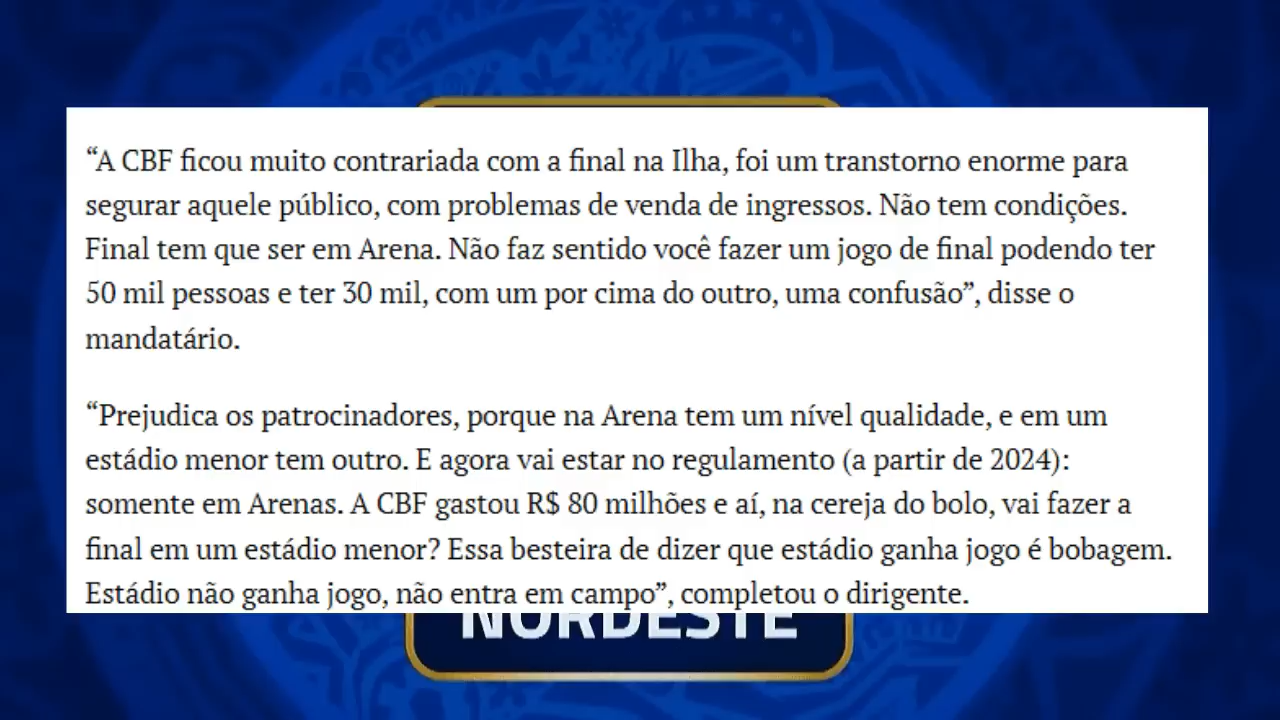 “A CBF ficou muito contrariada com a final na Ilha, foi um transtorno enorme para
segurar aquele público, com problemas de venda de ingressos. Não tem condições.
Final tem que ser em Arena. Não faz sentido você fazer um jogo de final podendo ter
50 mil pessoas e ter 30 mil, com um por cima do outro, uma confusão”, disse o
mandatário.
“Prejudica os patrocinadores, porque na Arena tem um nível qualidade, e em um
estádio menor tem outro. E agora vai estar no regulamento (a partir de 2024):
somente em Arenas. A CBF gastou R$ 80 milhões e aí, na cereja do bolo, vai fazer a
final em um estádio menor? Essa besteira de dizer que estádio ganha jogo é bobagem.
Estádio não ganha jogo, não entra em campo”, completou o dirigente.
NORDESTE